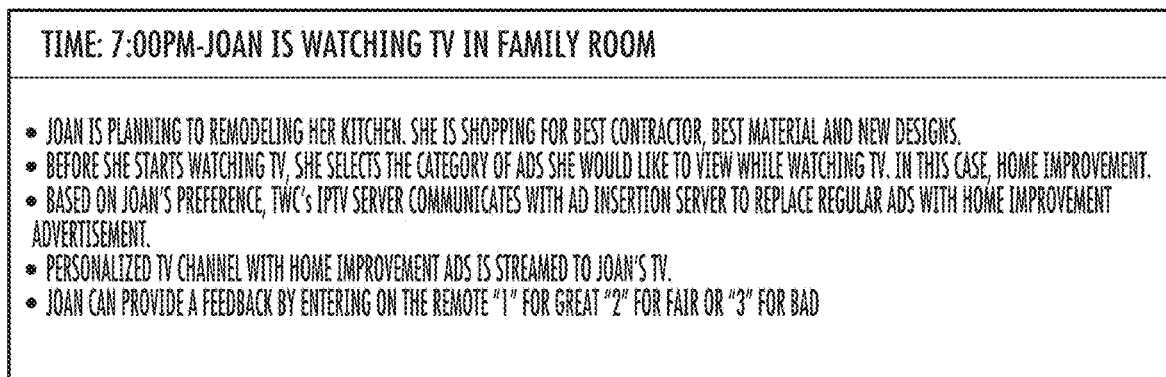 TIME: 7:00PM-JOAN IS WATCHING TV IN FAMILY ROOM
• JOAN IS PLANNING TO REMODELING HER KITCHEN. SHE IS SHOPPING FOR BEST CONTRACTOR, BEST MATERIAL AND NEW DESIGNS.
• BEFORE SHE STARTS WATCHING TV, SHE SELECTS THE CATEGORY OF ADS SHE WOULD LIKE TO VIEW WHILE WATCHING TV. IN THIS CASE, HOME IMPROVEMENT.
• BASED ON JOAN'S PREFERENCE, TWC's IPTV SERVER COMMUNICATES WITH AD INSERTION SERVER TO REPLACE REGULAR ADS WITH HOME IMPROVEMENT
ADVERTISEMENT.
• PERSONALIZED TV CHANNEL WITH HOME IMPROVEMENT ADS IS STREAMED TO JOAN'S TV.
• JOAN CAN PROVIDE A FEEDBACK BY ENTERING ON THE REMOTE "1" FOR GREAT "2" FOR FAIR OR "3" FOR BAD